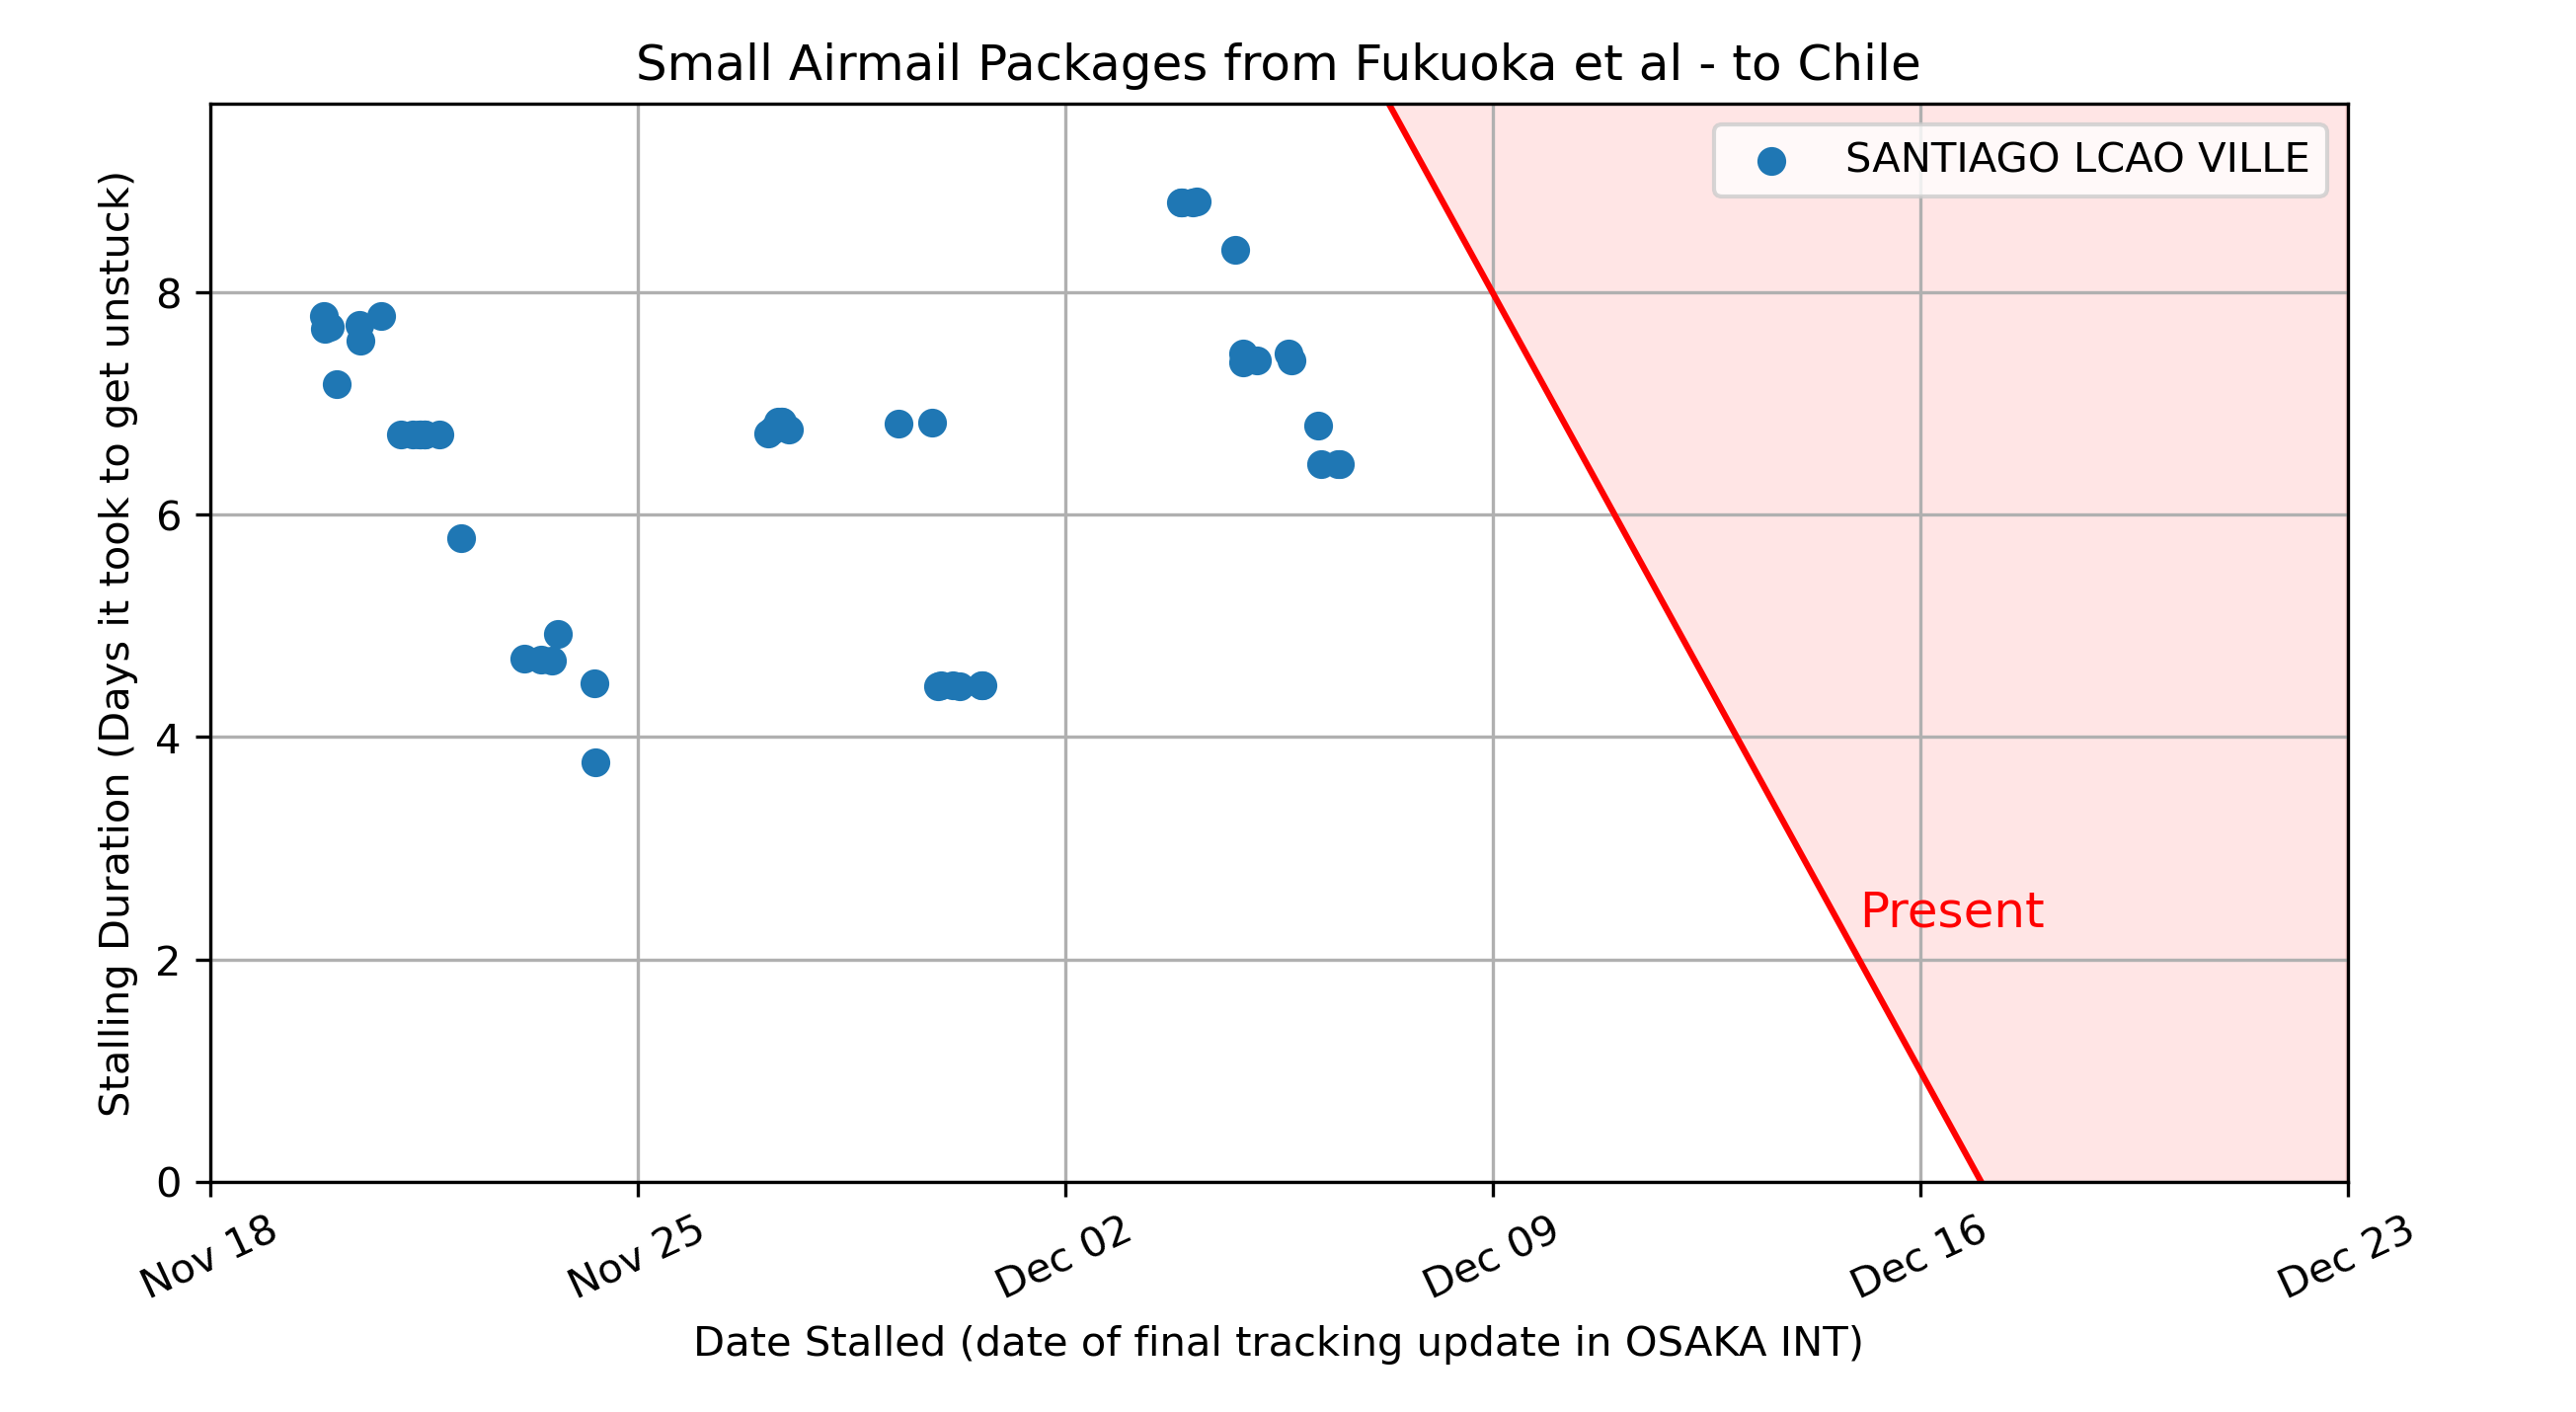 Small Airmail Packages from Fukuoka et al - to Chile
SANTIAGO LCAO VILLE
Stalling Duration (Days it took to get unstuck)
8
6
4
2
0
Present
Nov 18
Nov 25
Dec 02
Dec 09
Dec 16
Dec 23
Date Stalled (date of final tracking update in OSAKA INT)